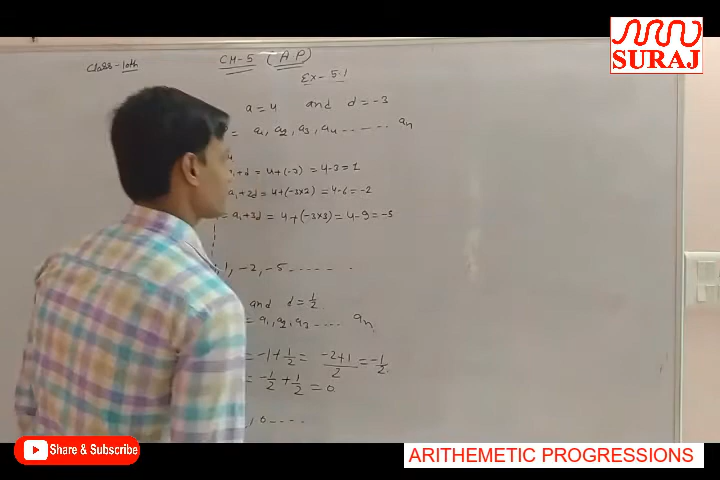 SURAJ
Class-10th
CH-5 (AP)
Ex-5.1
a = 4 and d = -3
= a1, a2, a3, a4 ....... an
a1+d = 4+(-3) = 4-3 = 1
a1+2d = 4+(-3×2) = 4-6 = -2
= a1+3d = 4+(-3×3) = 4-9 = -5
1, -2, -5 ......
and d = 1/2
= a1, a2, a3 .... an
= -1+1/2 = -2+1/2 = -1/2
= -1/2+1/2 = 0
, 0 ....
Share & Subscribe
ARITHEMETIC PROGRESSIONS